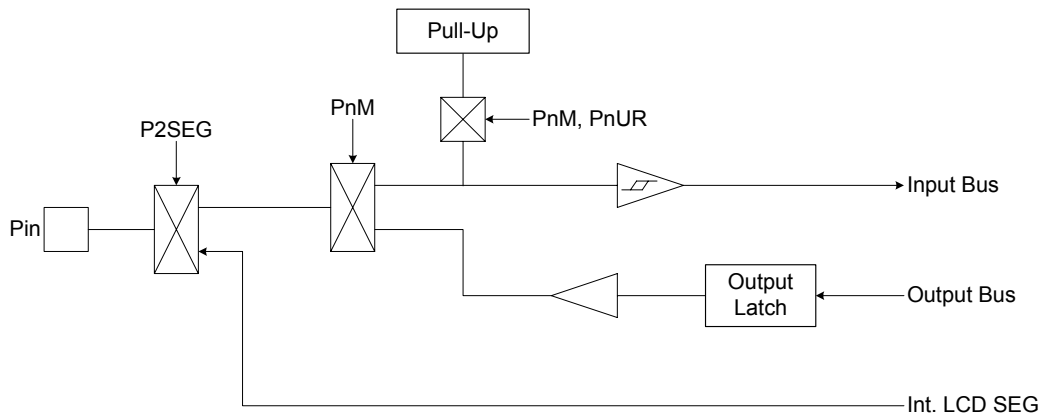 Pull-Up
PnM
PnM, PnUR
P2SEG
Input Bus
Pin
Output
Latch
Output Bus
Int. LCD SEG